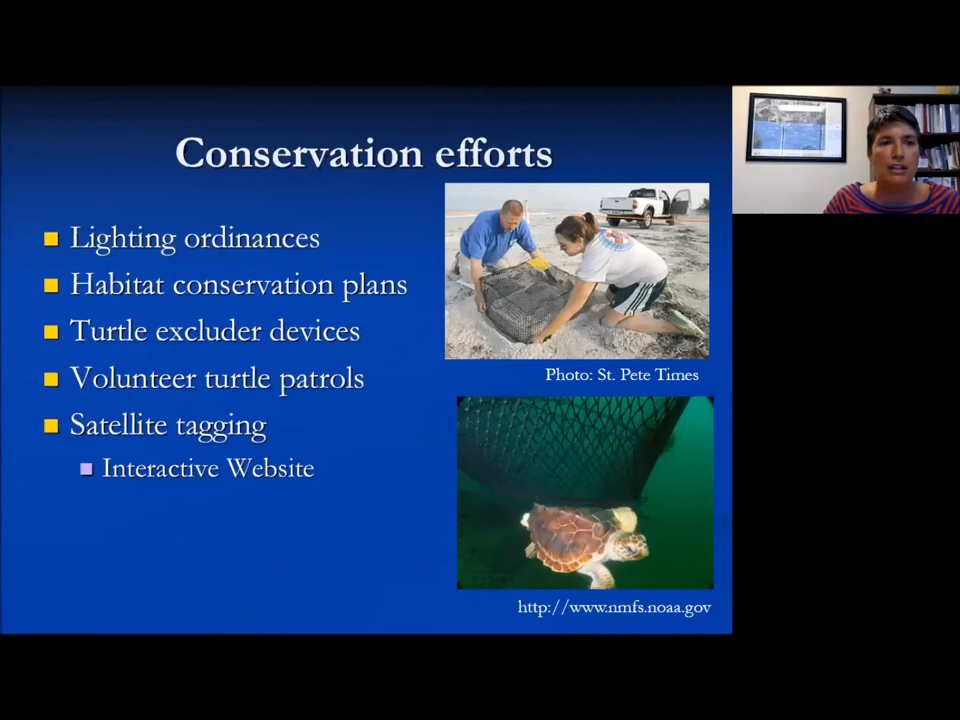 Conservation efforts
Lighting ordinances
Habitat conservation plans
Turtle excluder devices
Volunteer turtle patrols
Satellite tagging
Interactive Website
Photo: St. Pete Times
http://www.nmfs.noaa.gov